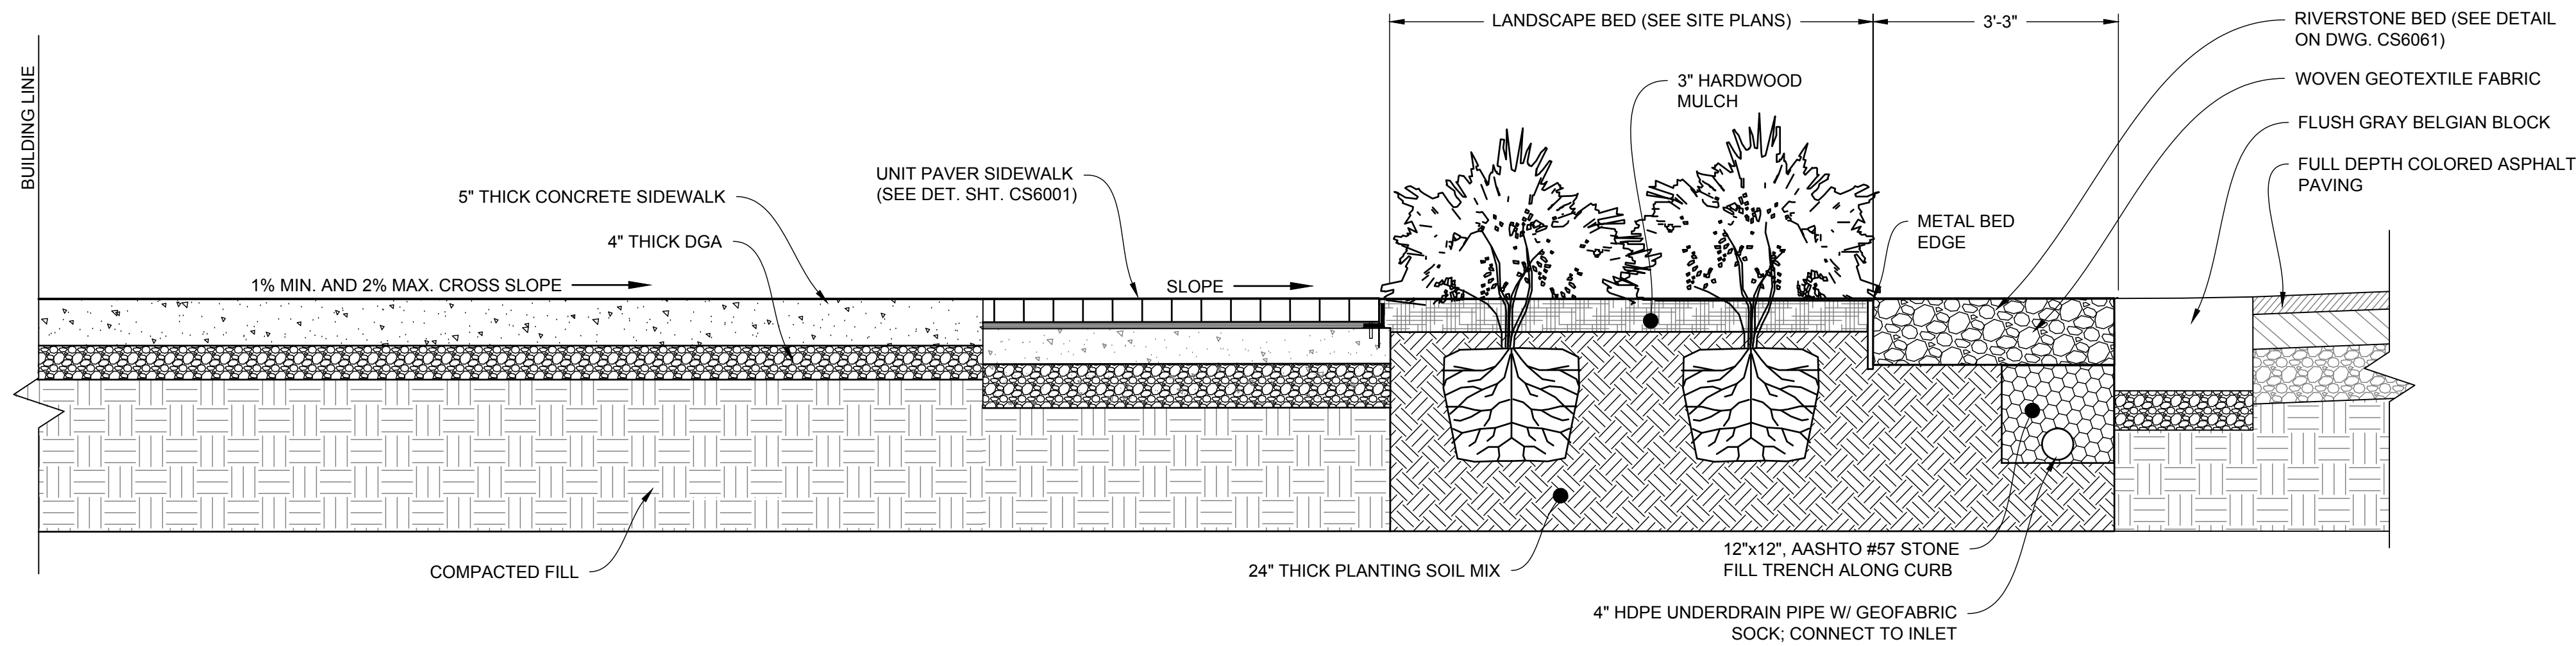 LANDSCAPE BED (SEE SITE PLANS)
3'-3"
RIVERSTONE BED (SEE DETAIL
ON DWG. CS6061)
WOVEN GEOTEXTILE FABRIC
FLUSH GRAY BELGIAN BLOCK
FULL DEPTH COLORED ASPHALT
PAVING
3" HARDWOOD
MULCH
BUILDING LINE
UNIT PAVER SIDEWALK
(SEE DET. SHT. CS6001)
5" THICK CONCRETE SIDEWALK
4" THICK DGA
METAL BED
EDGE
1% MIN. AND 2% MAX. CROSS SLOPE
SLOPE
COMPACTED FILL
24" THICK PLANTING SOIL MIX
12"x12", AASHTO #57 STONE
FILL TRENCH ALONG CURB
4" HDPE UNDERDRAIN PIPE W/ GEOFABRIC
SOCK; CONNECT TO INLET